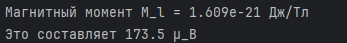 Магнитный момент M_l = 1.609e-21 Дж/Тл
Это составляет 173.5 μ_B